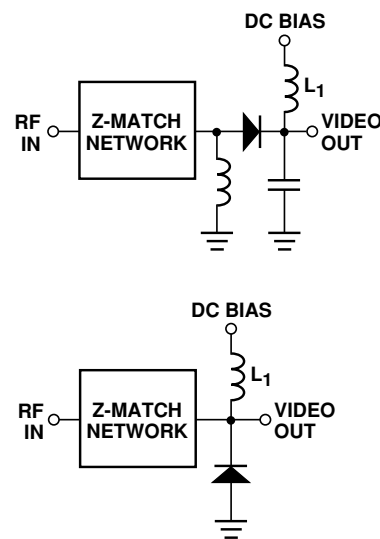 DC BIAS
L1
RF
IN
Z-MATCH
NETWORK
VIDEO
OUT
DC BIAS
L1
RF
IN
Z-MATCH
NETWORK
VIDEO
OUT